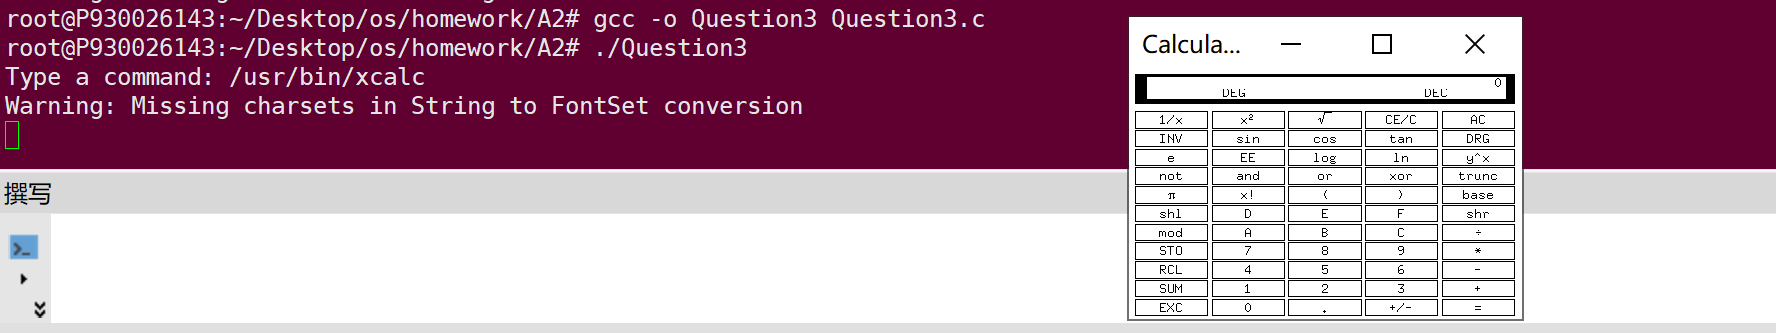 root@P930026143:~/Desktop/os/homework/A2# gcc -o Question3 Question3.c
root@P930026143:~/Desktop/os/homework/A2# ./Question3
Type a command: /usr/bin/xcalc
Warning: Missing charsets in String to FontSet conversion
撰写
Calcula...
0
DEG DEC
1/x x² √ CE/C AC
INV sin cos tan DRG
e EE log ln y^x
not and or xor trunc
π x! ( ) base
shl D E F shr
mod A B C ÷
STO 7 8 9 *
RCL 4 5 6 -
SUM 1 2 3 +
EXC 0 . +/- =